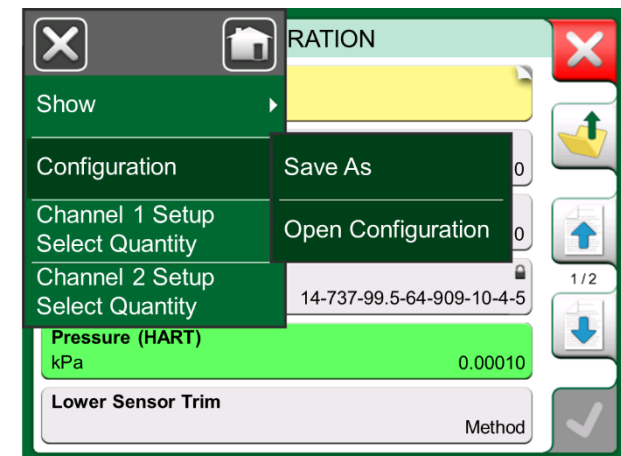 RATION
Show
Configuration
Save As
0
Channel 1 Setup
Select Quantity
Open Configuration
0
Channel 2 Setup
Select Quantity
14-737-99.5-64-909-10-4-5
1/2
Pressure (HART)
kPa
0.00010
Lower Sensor Trim
Method